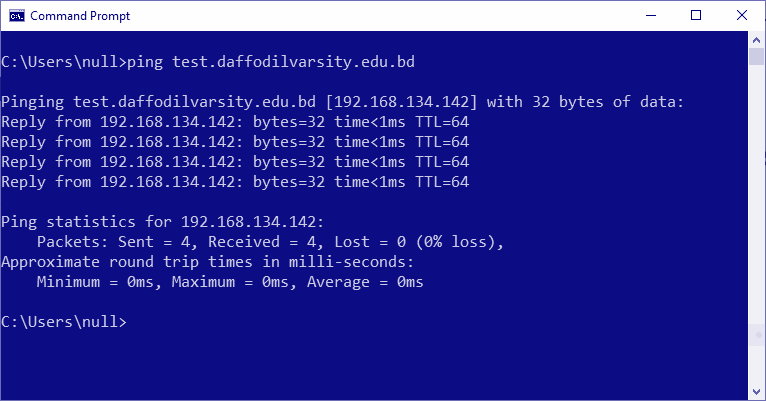 Command Prompt
C:\Users\null>ping test.daffodilvarsity.edu.bd
Pinging test.daffodilvarsity.edu.bd [192.168.134.142] with 32 bytes of data:
Reply from 192.168.134.142: bytes=32 time<1ms TTL=64
Reply from 192.168.134.142: bytes=32 time<1ms TTL=64
Reply from 192.168.134.142: bytes=32 time<1ms TTL=64
Reply from 192.168.134.142: bytes=32 time<1ms TTL=64
Ping statistics for 192.168.134.142:
    Packets: Sent = 4, Received = 4, Lost = 0 (0% loss),
Approximate round trip times in milli-seconds:
    Minimum = 0ms, Maximum = 0ms, Average = 0ms
C:\Users\null>